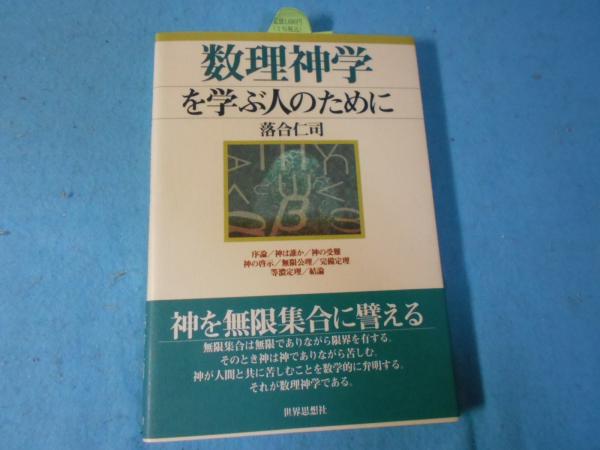 数理神学
を学ぶ人のために
落合仁司
序論／神は誰か／神の受難
神の啓示／無限公理／完備定理
等濃定理／結論
神を無限集合に譬える
無限集合は無限でありながら限界を有する。
そのとき神は神でありながら苦しむ。
神が人間と共に苦しむことを数学的に弁明する。
それが数理神学である。
世界思想社